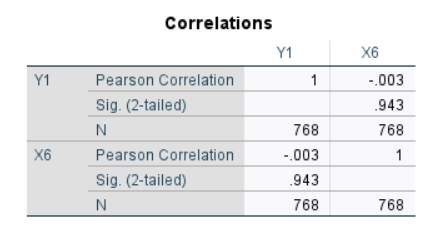 Correlations
Y1 X6
Y1 Pearson Correlation 1 -.003
Sig. (2-tailed) .943
N 768 768
X6 Pearson Correlation -.003 1
Sig. (2-tailed) .943
N 768 768